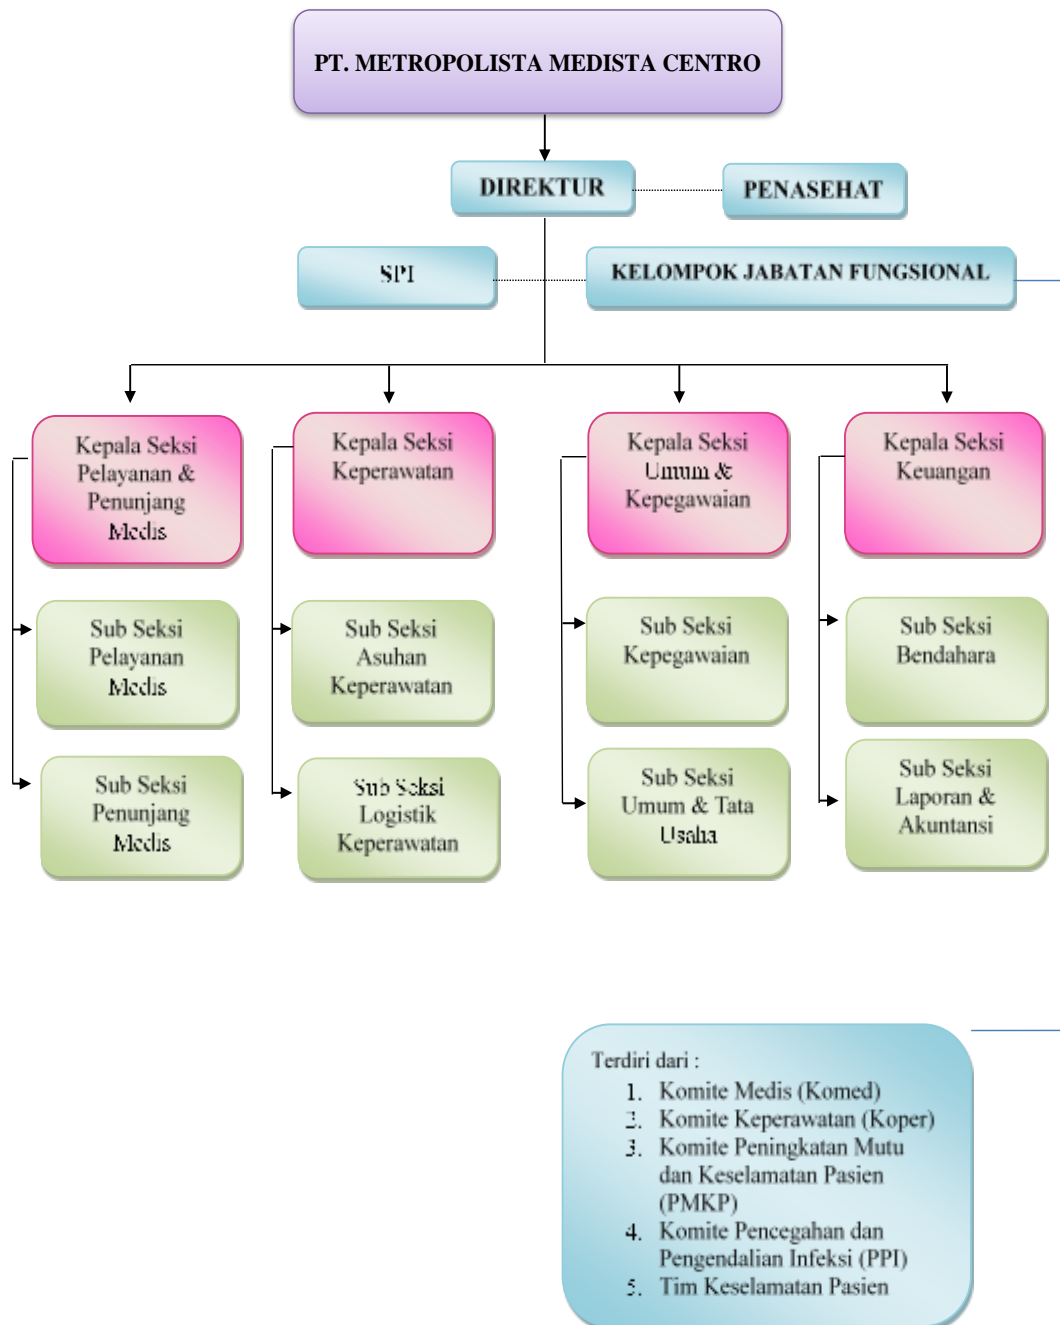 PT. METROPOLISTA MEDISTA CENTRO
DIREKTUR
PENASEHAT
SPI
KELOMPOK JABATAN FUNGSIONAL
Kepala Seksi
Pelayanan &
Penunjang
Medis
Kepala Seksi
Keperawatan
Kepala Seksi
Umum &
Kepegawaian
Kepala Seksi
Keuangan
Sub Seksi
Pelayanan
Medis
Sub Seksi
Asuhan
Keperawatan
Sub Seksi
Kepegawaian
Sub Seksi
Bendahara
Sub Seksi
Penunjang
Medis
Sub Seksi
Logistik
Keperawatan
Sub Seksi
Umum & Tata
Usaha
Sub Seksi
Laporan &
Akuntansi
Terdiri dari :
1. Komite Medis (Komed)
2. Komite Keperawatan (Koper)
3. Komite Peningkatan Mutu
dan Keselamatan Pasien
(PMKP)
4. Komite Pencegahan dan
Pengendalian Infeksi (PPI)
5. Tim Keselamatan Pasien